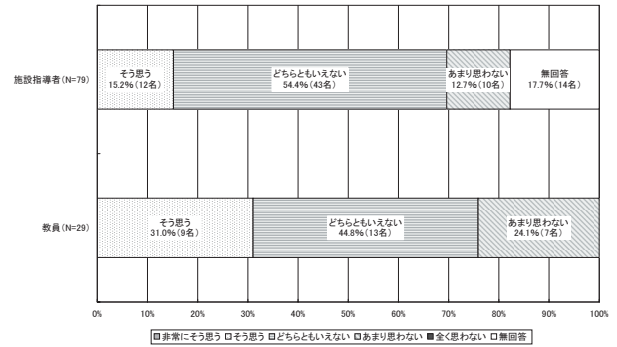 施設指導者(N=79)
そう思う
15.2%(12名)
どちらともいえない
54.4%(43名)
あまり思わない
12.7%(10名)
無回答
17.7%(14名)
教員(N=29)
そう思う
31.0%(9名)
どちらともいえない
44.8%(13名)
あまり思わない
24.1%(7名)
0% 10% 20% 30% 40% 50% 60% 70% 80% 90% 100%
非常にそう思う そう思う どちらともいえない あまり思わない 全く思わない 無回答